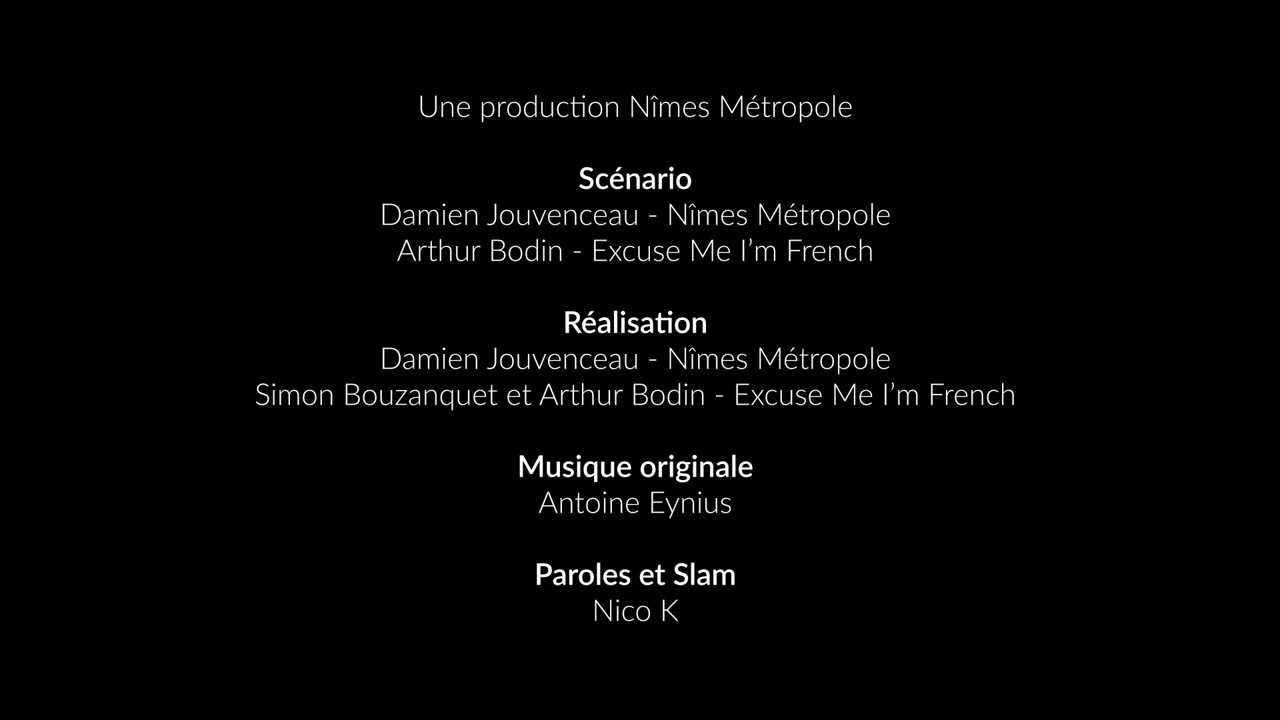 Une production Nîmes Métropole
Scénario
Damien Jouvenceau - Nîmes Métropole
Arthur Bodin - Excuse Me I’m French
Réalisation
Damien Jouvenceau - Nîmes Métropole
Simon Bouzanquet et Arthur Bodin - Excuse Me I’m French
Musique originale
Antoine Eynius
Paroles et Slam
Nico K